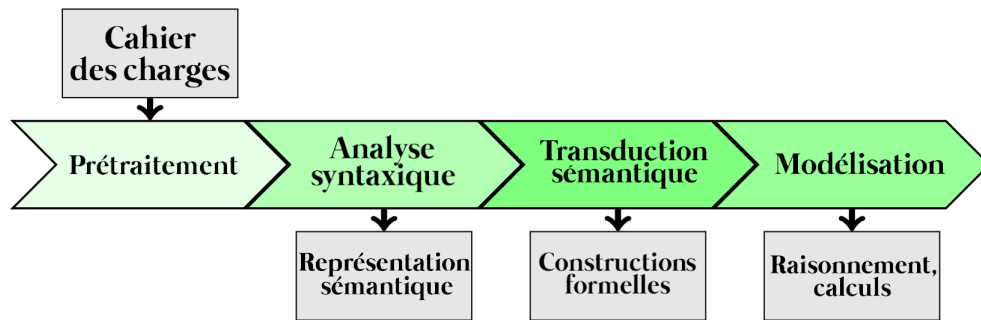 Cahier
des charges
Prétraitement
Analyse
syntaxique
Transduction
sémantique
Modélisation
Représentation
sémantique
Constructions
formelles
Raisonnement,
calculs